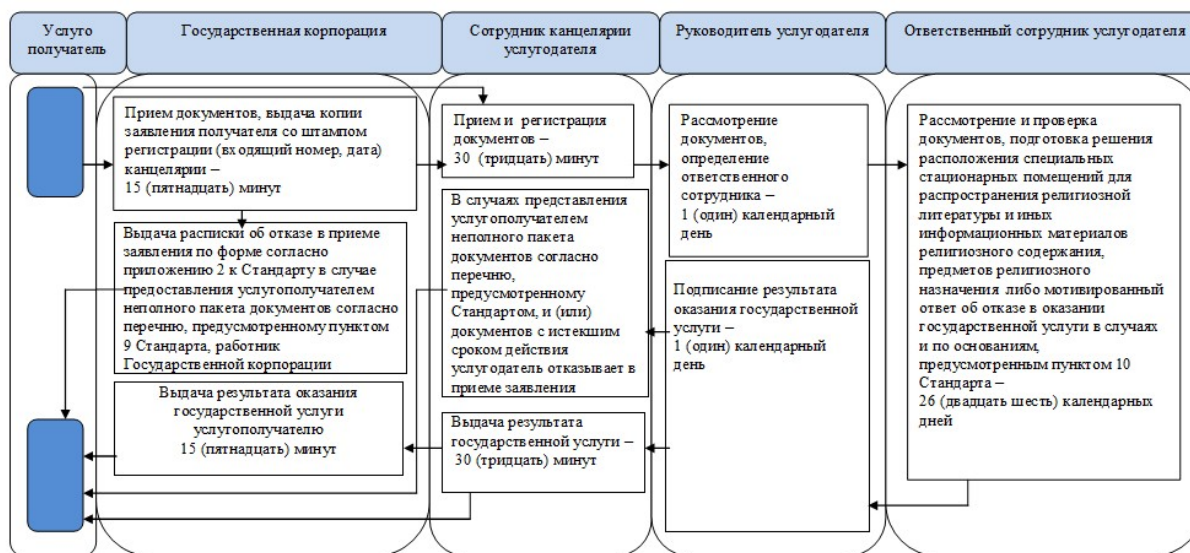 Услуго
получатель
Государственная корпорация
Сотрудник канцелярии
услугодателя
Руководитель услугодателя
Ответственный сотрудник услугодателя
Прием документов, выдача копии
заявления получателя со штампом
регистрации (входящий номер, дата)
канцелярии –
15 (пятнадцать) минут
Выдача расписки об отказе в приеме
заявления по форме согласно
приложению 2 к Стандарту в случае
предоставления услугополучателем
неполного пакета документов согласно
перечню, предусмотренному пунктом
9 Стандарта, работник
Государственной корпорации
Выдача результата оказания
государственной услуги
услугополучателю
15 (пятнадцать) минут
Прием и регистрация
документов –
30 (тридцать) минут
В случаях представления
услугополучателем
неполного пакета
документов согласно
перечню,
предусмотренному
Стандартом, и (или)
документов с истекшим
сроком действия
услугодатель отказывает в
приеме заявления
Выдача результата
государственной услуги –
30 (тридцать) минут
Рассмотрение
документов,
определение
ответственного
сотрудника –
1 (один) календарный
день
Подписание результата
оказания государственной
услуги –
1 (один) календарный
день
Рассмотрение и проверка
документов, подготовка решения
расположения специальных
стационарных помещений для
распространения религиозной
литературы и иных
информационных материалов
религиозного содержания,
предметов религиозного
назначения либо мотивированный
ответ об отказе в оказании
государственной услуги в случаях
и по основаниям,
предусмотренным пунктом 10
Стандарта –
26 (двадцать шесть) календарных
дней